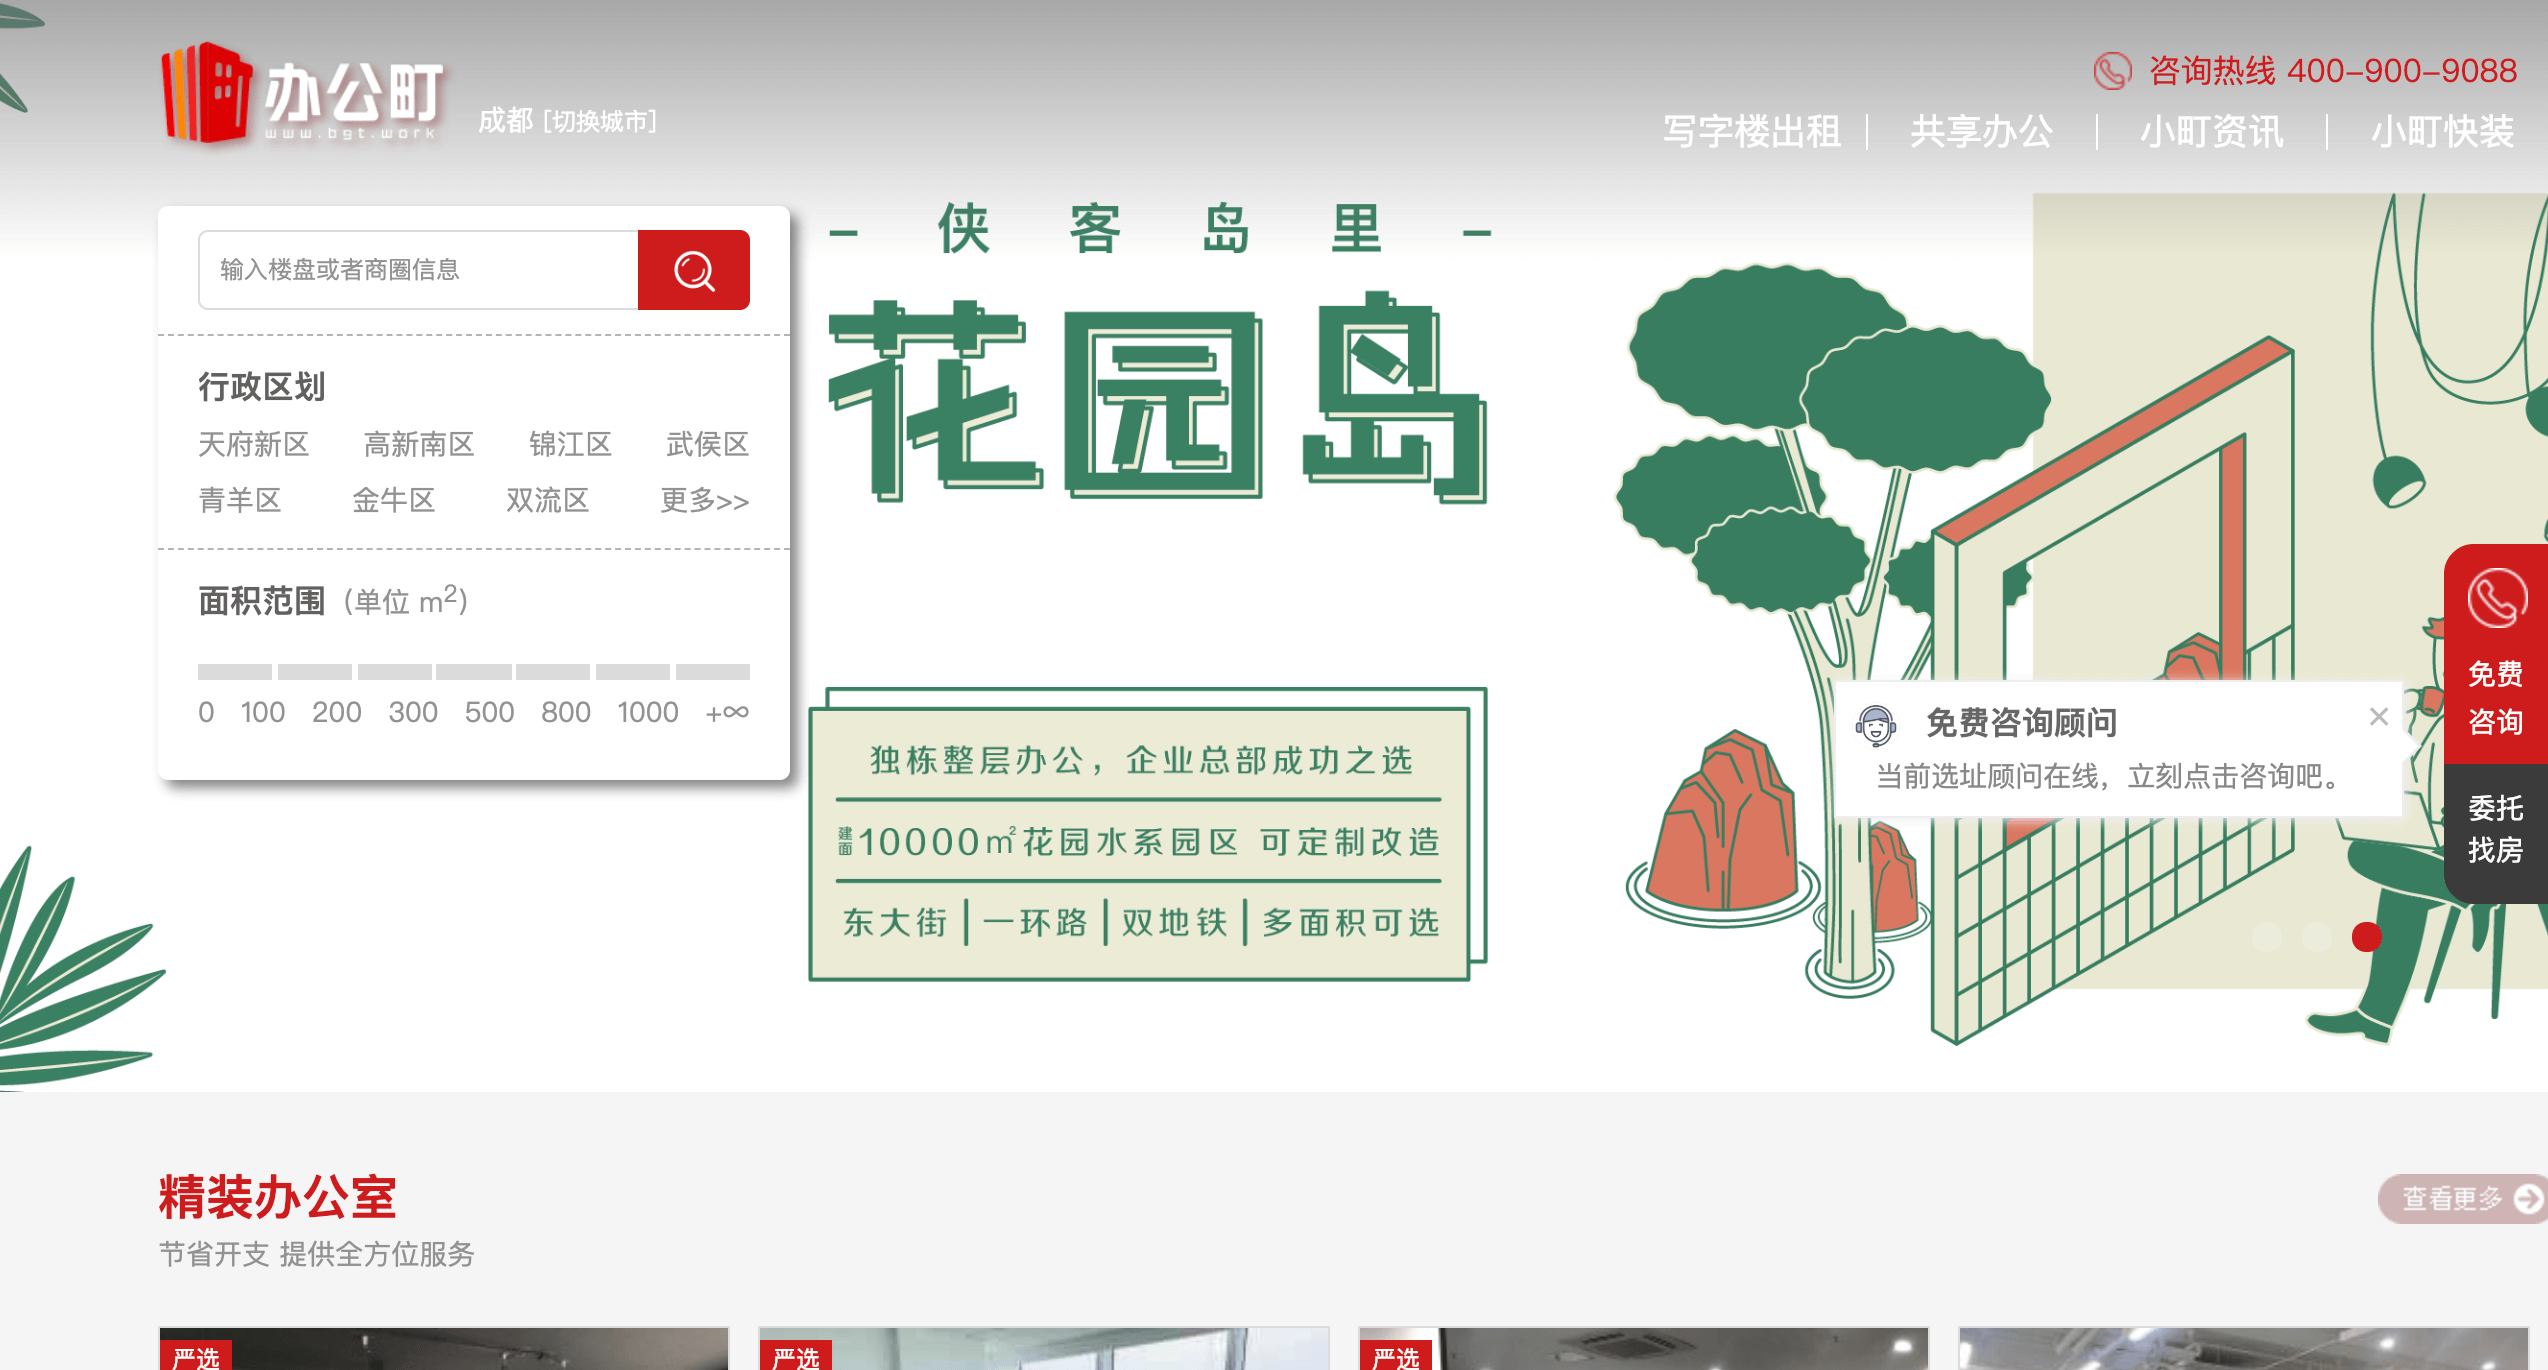 办公町
www.bgt.work
成都 [切换城市]
咨询热线 400-900-9088
写字楼出租
共享办公
小町资讯
小町快装
输入楼盘或者商圈信息
行政区划
天府新区 高新南区 锦江区 武侯区
青羊区 金牛区 双流区 更多>>
面积范围 (单位 m²)
0 100 200 300 500 800 1000 +∞
- 侠客岛里 -
花园岛
独栋整层办公，企业总部成功之选
建面10000㎡花园水系园区 可定制改造
东大街|一环路|双地铁|多面积可选
免费咨询顾问 ×
当前选址顾问在线，立刻点击咨询吧。
免费
咨询
委托
找房
精装办公室
查看更多
节省开支 提供全方位服务
严选
严选
严选